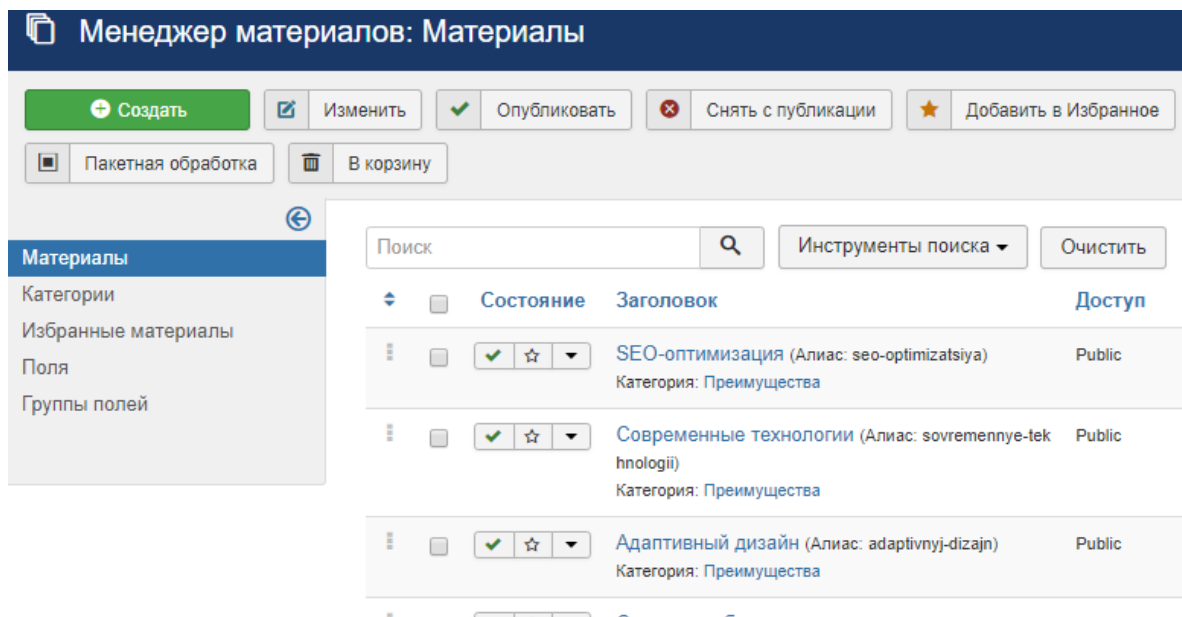 Менеджер материалов: Материалы
Создать
Изменить
Опубликовать
Снять с публикации
Добавить в Избранное
Пакетная обработка
В корзину
Материалы
Категории
Избранные материалы
Поля
Группы полей
Поиск
Инструменты поиска
Очистить
Состояние Заголовок Доступ
SEO-оптимизация (Алиас: seo-optimizatsiya) Public
Категория: Преимущества
Современные технологии (Алиас: sovremennye-tek Public
hnologii)
Категория: Преимущества
Адаптивный дизайн (Алиас: adaptivnyj-dizajn) Public
Категория: Преимущества